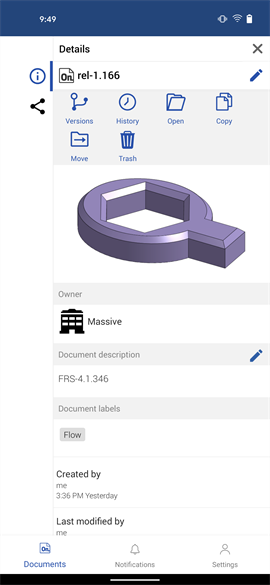 9:49
Details
On rel-1.166
Versions History Open Copy
Move Trash
Owner
Massive
Document description
FRS-4.1.346
Document labels
Flow
Created by
me
3:36 PM Yesterday
Last modified by
me
On
Documents Notifications Settings